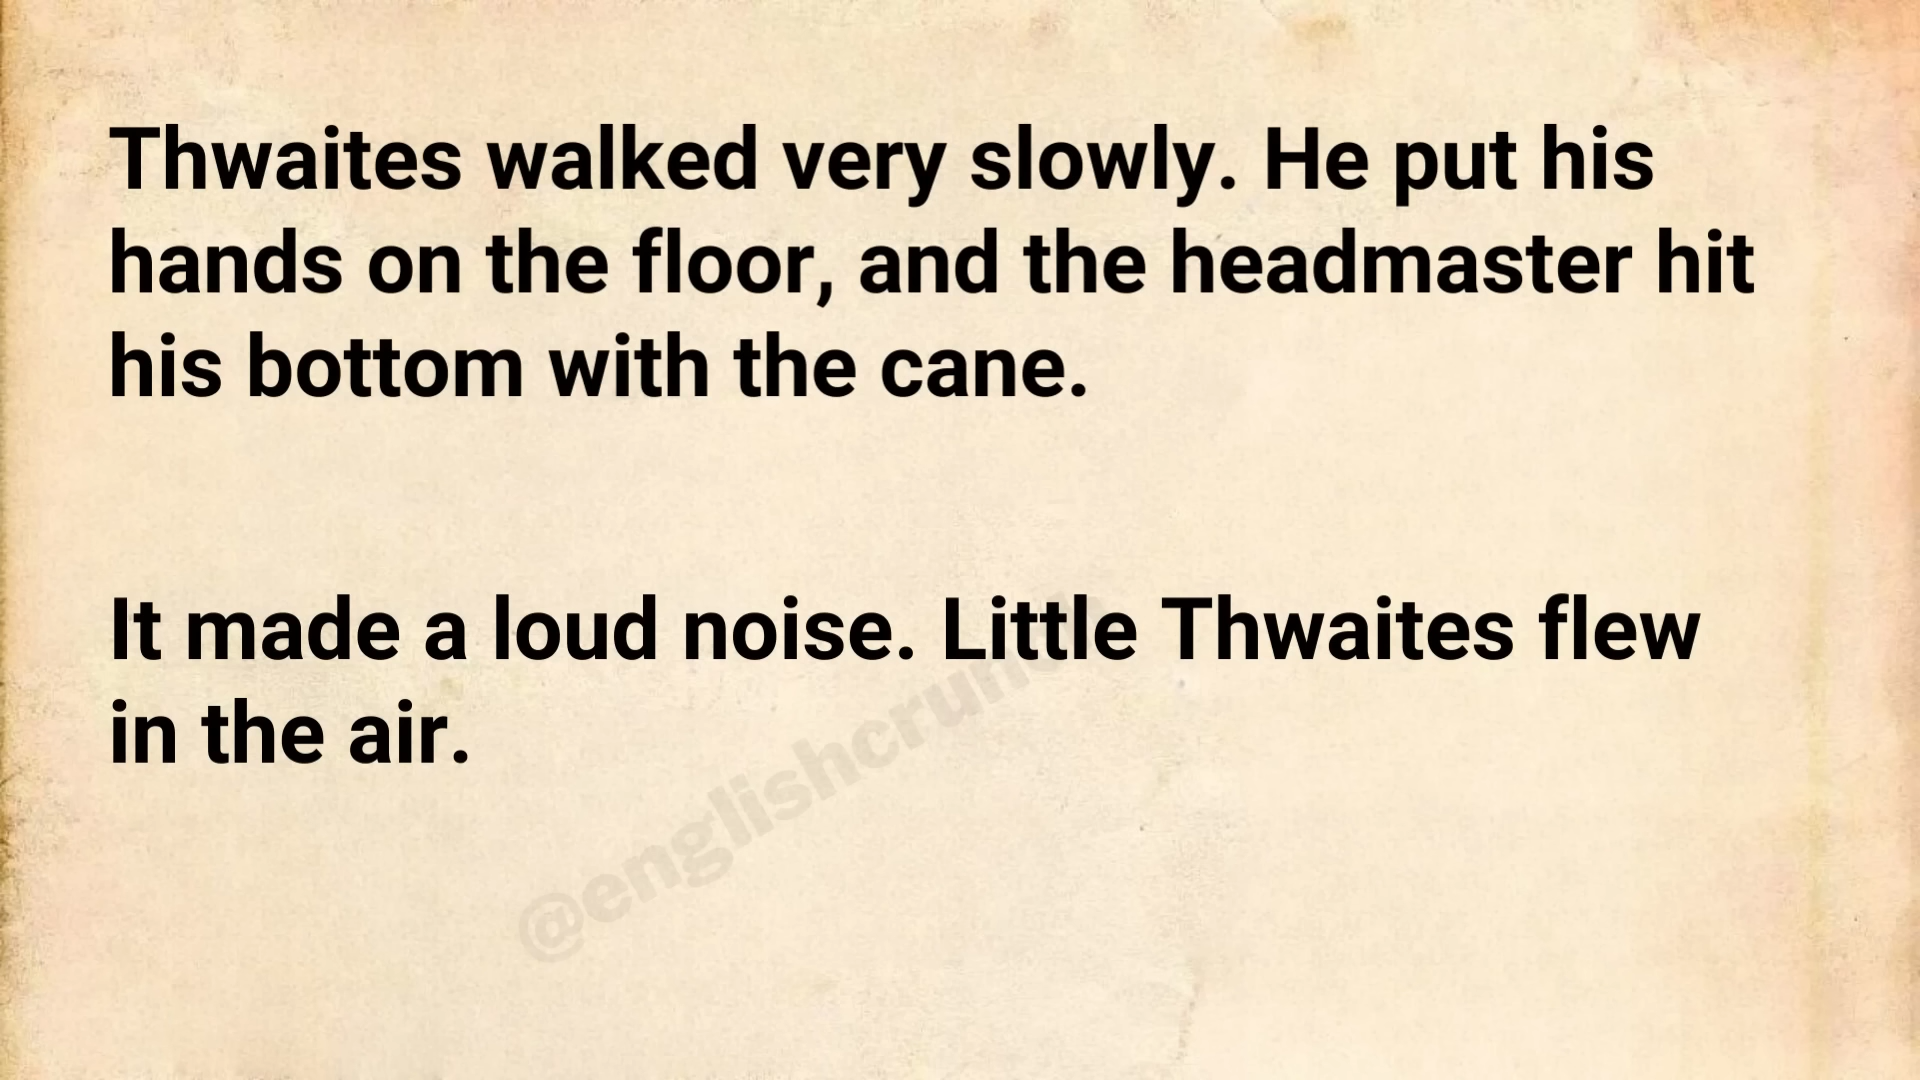 Thwaites walked very slowly. He put his
hands on the floor, and the headmaster hit
his bottom with the cane.
It made a loud noise. Little Thwaites flew
in the air.